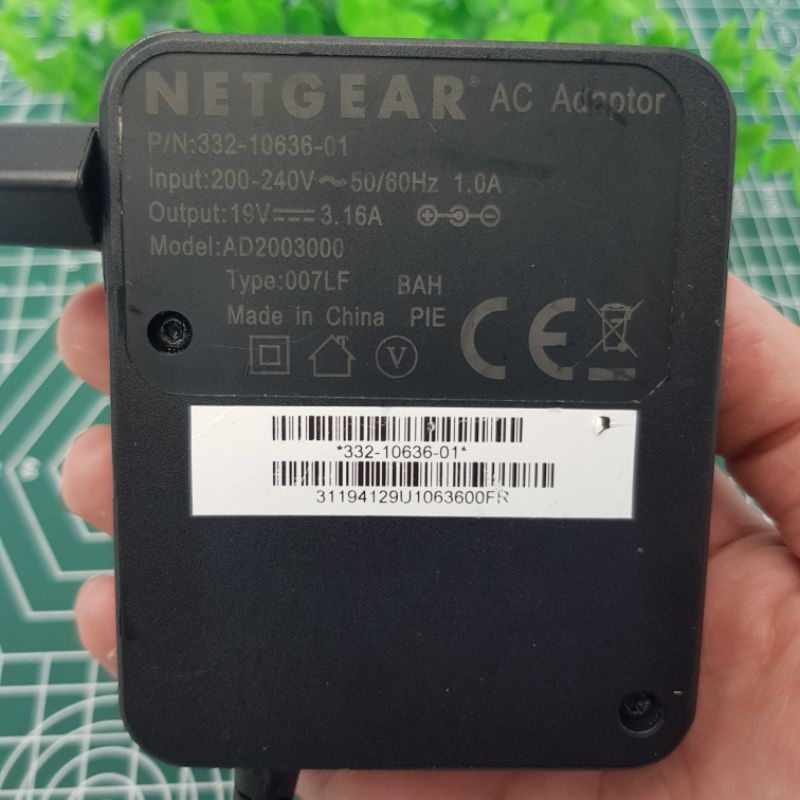 NETGEAR® AC Adaptor
P/N:332-10636-01
Input:200-240V~50/60Hz 1.0A
Output:19V⎓3.16A
Model:AD2003000
Type:007LF BAH
Made in China PIE
V CE
*332-10636-01*
31194129U1063600FR